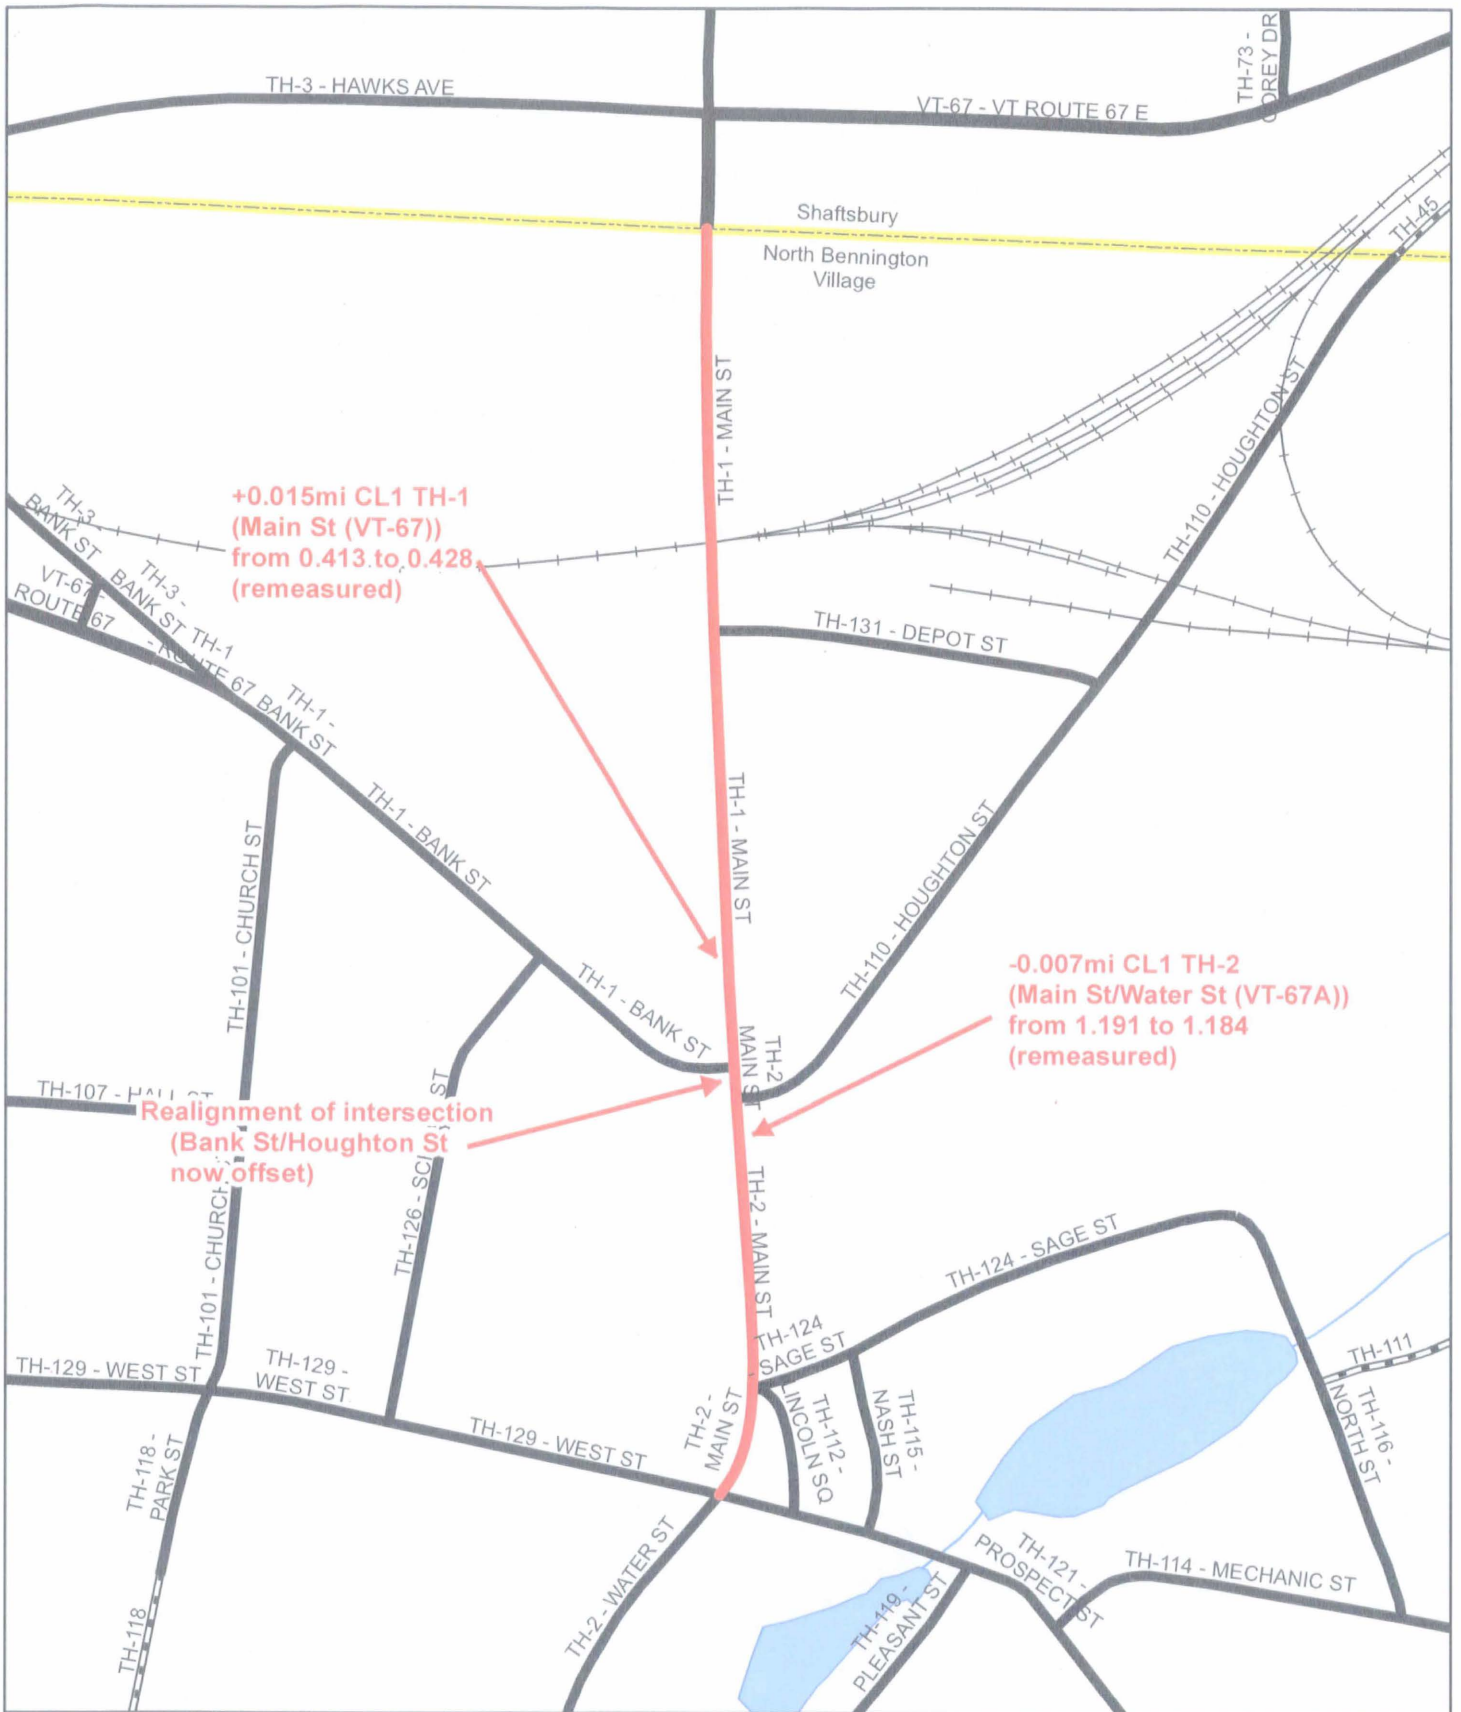 TH-73 -
COREY DR
TH-3 - HAWKS AVE
VT-67 - VT ROUTE 67 E
TH-45
Shaftsbury
North Bennington
Village
TH-1 - MAIN ST
TH-110 - HOUGHTON ST
+0.015mi CL1 TH-1
(Main St (VT-67))
from 0.413 to 0.428
(remeasured)
TH-3 -
BANK ST
TH-3 -
BANK ST
VT-67 -
ROUTE 67
TH-1
- ROUTE 67
TH-1 -
BANK ST
TH-131 - DEPOT ST
TH-1 - BANK ST
TH-1 - MAIN ST
TH-101 - CHURCH ST
TH-110 - HOUGHTON ST
TH-1 - BANK ST
-0.007mi CL1 TH-2
(Main St/Water St (VT-67A))
from 1.191 to 1.184
(remeasured)
TH-2
MAIN ST
TH-107 - HALL ST
Realignment of intersection
(Bank St/Houghton St
now offset)
TH-101 - CHURCH
TH-126 - SC
ST
TH-2 - MAIN ST
TH-124 - SAGE ST
TH-124
SAGE ST
TH-129 - WEST ST
TH-129 -
WEST ST
TH-111
TH-2 -
MAIN ST
TH-112 -
LINCOLN SQ
TH-115 -
NASH ST
TH-116 -
NORTH ST
TH-129 - WEST ST
TH-118 -
PARK ST
TH-121 -
PROSPECT ST
TH-114 - MECHANIC ST
TH-2 - WATER ST
TH-119 -
PLEASANT ST
TH-118